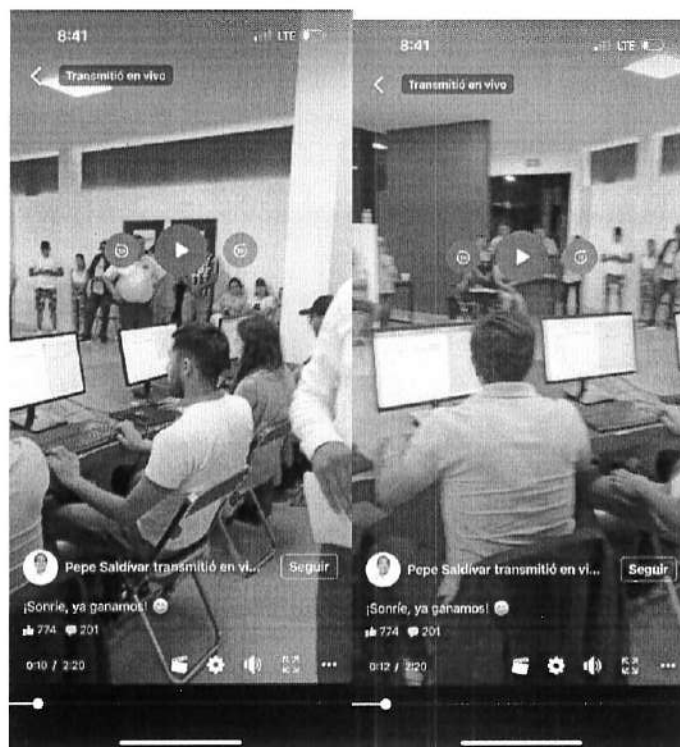 8:41
LTE
Transmitió en vivo
Pepe Saldívar transmitió en vi...
Seguir
¡Sonríe, ya ganamos!
774 201
0:10 / 2:20
8:41
LTE
Transmitió en vivo
Pepe Saldívar transmitió en vi...
Seguir
¡Sonríe, ya ganamos!
774 201
0:12 / 2:20